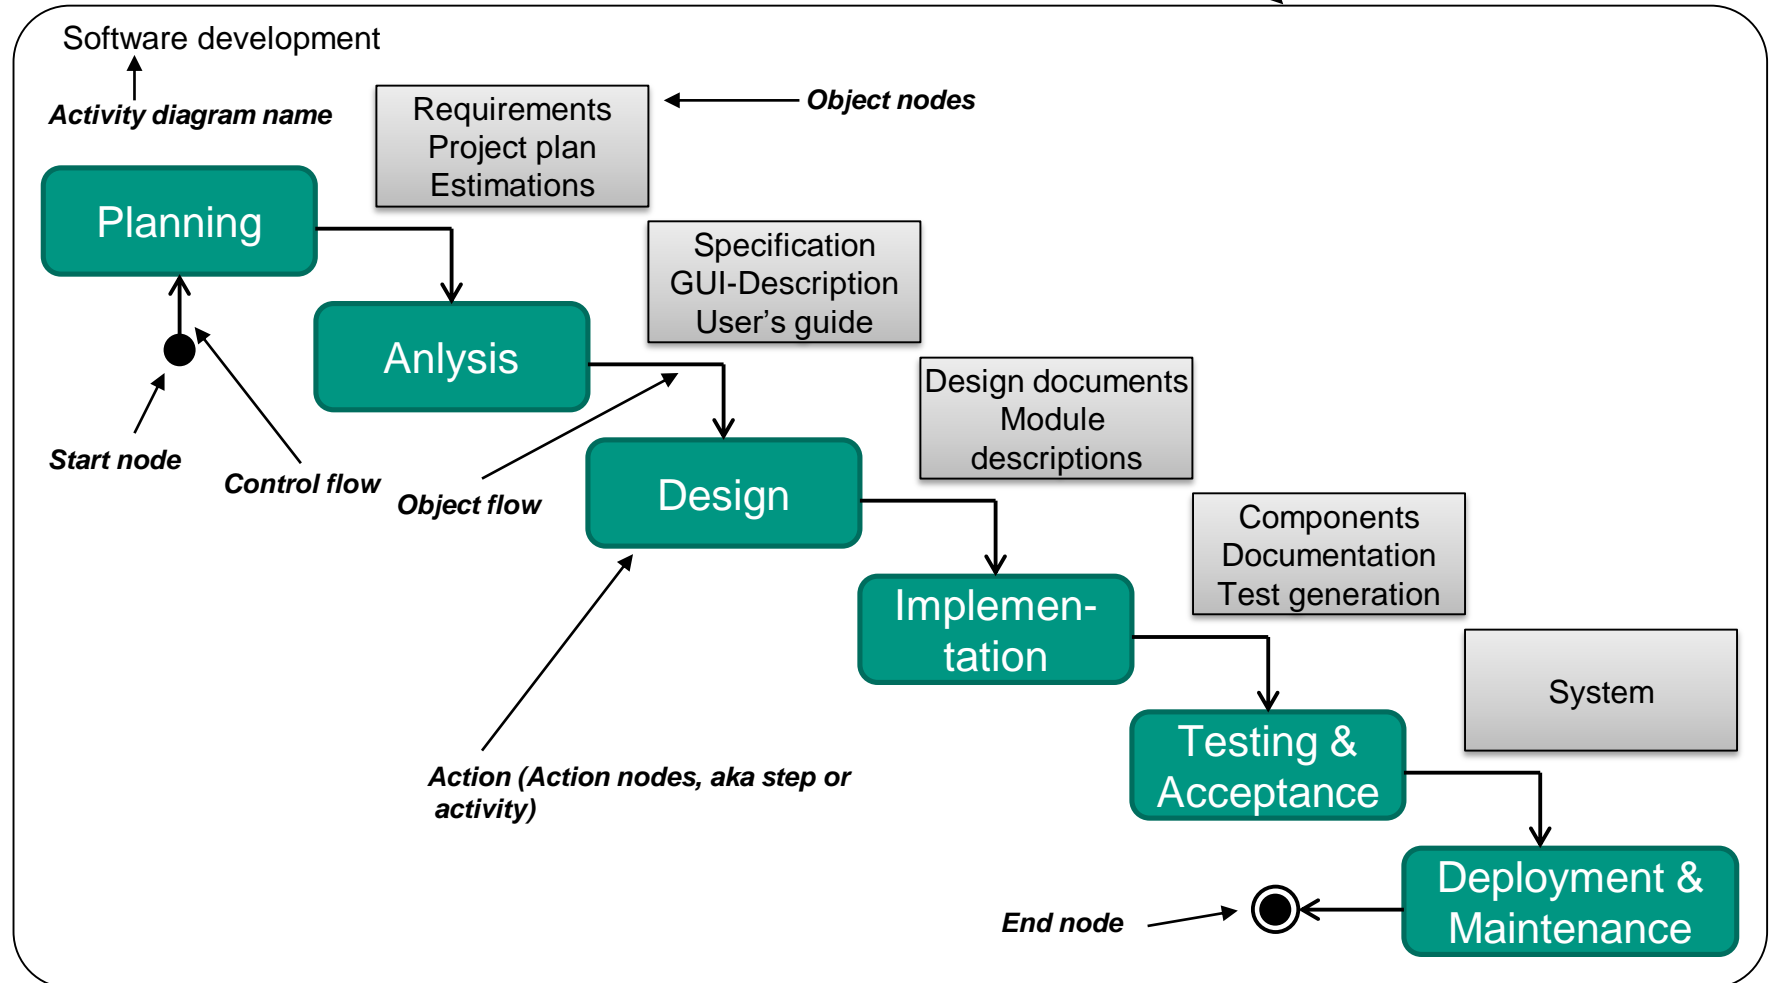 Software development
Activity diagram name
Requirements
Project plan
Estimations
Object nodes
Planning
Specification
GUI-Description
User's guide
Anlysis
Design documents
Module
descriptions
Start node
Control flow
Object flow
Design
Components
Documentation
Test generation
Implemen-
tation
System
Testing &
Acceptance
Action (Action nodes, aka step or
activity)
Deployment &
Maintenance
End node